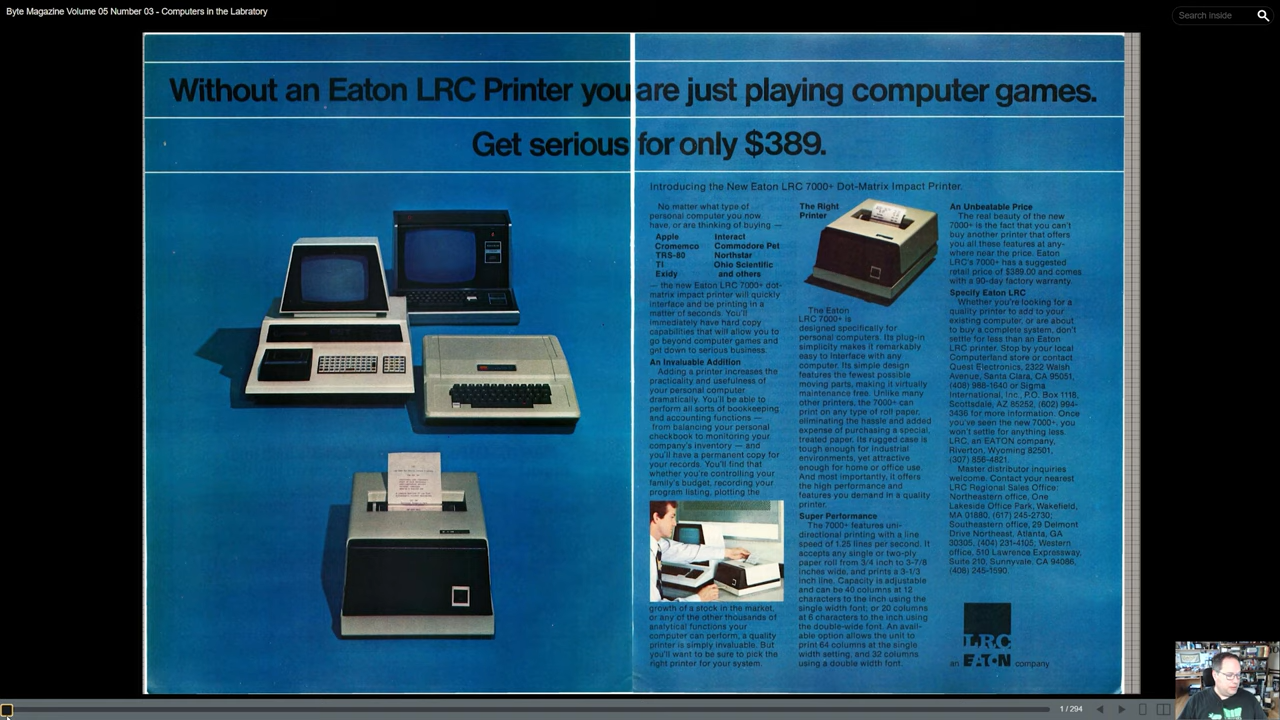 Byte Magazine Volume 05 Number 03 - Computers in the Labratory
Search inside
Without an Eaton LRC Printer you are just playing computer games.
Get serious for only $389.
Introducing the New Eaton LRC 7000+ Dot-Matrix Impact Printer.
No matter what type of
personal computer you now
have, or are thinking of buying —
Apple Interact
Cromemco Commodore Pet
TRS-80 Northstar
TI Ohio Scientific
Exidy and others
— the new Eaton LRC 7000+ dot-
matrix impact printer will quickly
interface and be printing in a
matter of seconds. You'll
immediately have hard copy
capabilities that will allow you to
go beyond computer games and
get down to serious business.
An Invaluable Addition
Adding a printer increases the
practicality and usefulness of
your personal computer
dramatically. You'll be able to
perform all sorts of bookkeeping
and accounting functions —
from balancing your personal
checkbook to monitoring your
company's inventory — and
you'll have a permanent copy for
your records. You'll find that
whether you're controlling your
family's budget, recording your
program listing, plotting the
growth of a stock in the market,
or any of the other thousands of
analytical functions your
computer can perform, a quality
printer is simply invaluable. But
you'll want to be sure to pick the
right printer for your system.
The Right
Printer
The Eaton
LRC 7000+ is
designed specifically for
personal computers. Its plug-in
simplicity makes it remarkably
easy to interface with any
computer. Its simple design
features the fewest possible
moving parts, making it virtually
maintenance free. Unlike many
other printers, the 7000+ can
print on any type of roll paper,
eliminating the hassle and added
expense of purchasing a special,
treated paper. Its rugged case is
tough enough for industrial
environments, yet attractive
enough for home or office use.
And most importantly, it offers
the high performance and
features you demand in a quality
printer.
Super Performance
The 7000+ features uni-
directional printing with a line
speed of 1.25 lines per second. It
accepts any single or two-ply
paper roll from 3/4 inch to 3-7/8
inches wide, and prints a 3-1/3
inch line. Capacity is adjustable
and can be 40 columns at 12
characters to the inch using the
single width font; or 20 columns
at 6 characters to the inch using
the double-wide font. An avail-
able option allows the unit to
print 64 columns at the single
width setting, and 32 columns
using a double width font.
An Unbeatable Price
The real beauty of the new
7000+ is the fact that you can't
buy another printer that offers
you all these features at any-
where near the price. Eaton
LRC's 7000+ has a suggested
retail price of $389.00 and comes
with a 90-day factory warranty.
Specify Eaton LRC
Whether you're looking for a
quality printer to add to your
existing computer, or are about
to buy a complete system, don't
settle for less than an Eaton
LRC printer. Stop by your local
Computerland store or contact
Quest Electronics, 2322 Walsh
Avenue, Santa Clara, CA 95051,
(408) 988-1640 or Sigma
International, Inc., P.O. Box 1118,
Scottsdale, AZ 85252, (602) 994-
3436 for more information. Once
you've seen the new 7000+, you
won't settle for anything less.
LRC, an EATON company,
Riverton, Wyoming 82501,
(307) 856-4821.
Master distributor inquiries
welcome. Contact your nearest
LRC Regional Sales Office:
Northeastern office, One
Lakeside Office Park, Wakefield,
MA 01880, (617) 245-2730;
Southeastern office, 29 Delmont
Drive Northeast, Atlanta, GA
30305, (404) 231-4105; Western
office, 510 Lawrence Expressway,
Suite 210, Sunnyvale, CA 94086,
(408) 245-1590.
LRC
an EATON company
1 / 294